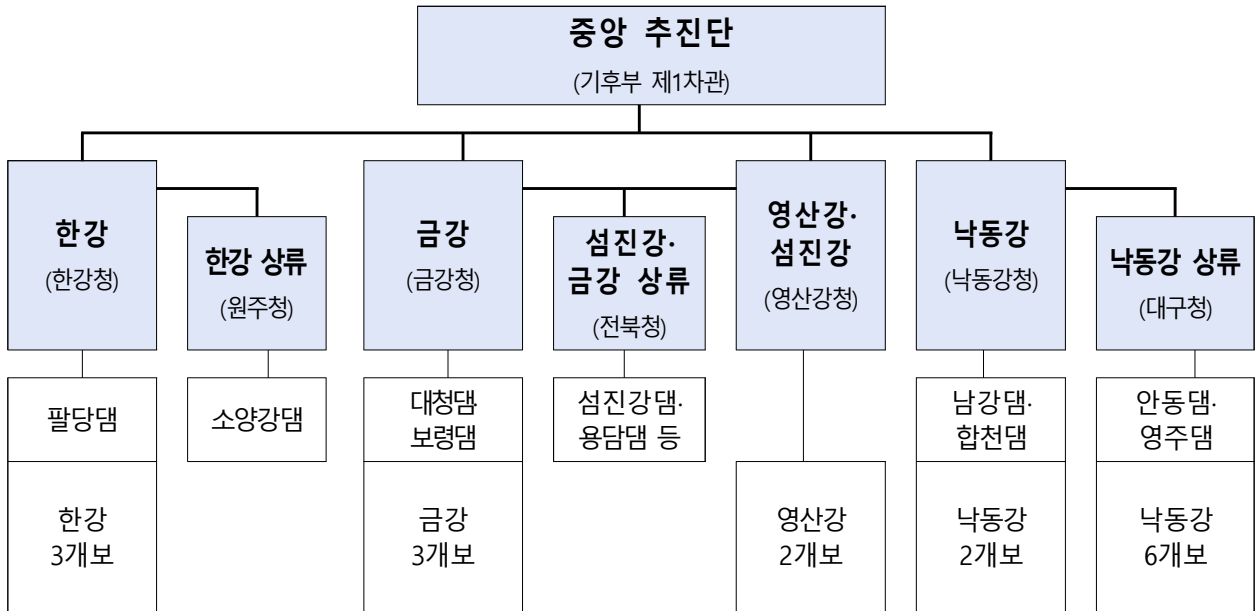 중앙 추진단
(기후부 제1차관)
한강
(한강청)
한강 상류
(원주청)
금강
(금강청)
섬진강·
금강 상류
(전북청)
영산강·
섬진강
(영산강청)
낙동강
(낙동강청)
낙동강 상류
(대구청)
팔당댐
소양강댐
대청댐·
보령댐
섬진강댐·
용담댐 등
남강댐·
합천댐
안동댐·
영주댐
한강
3개보
금강
3개보
영산강
2개보
낙동강
2개보
낙동강
6개보